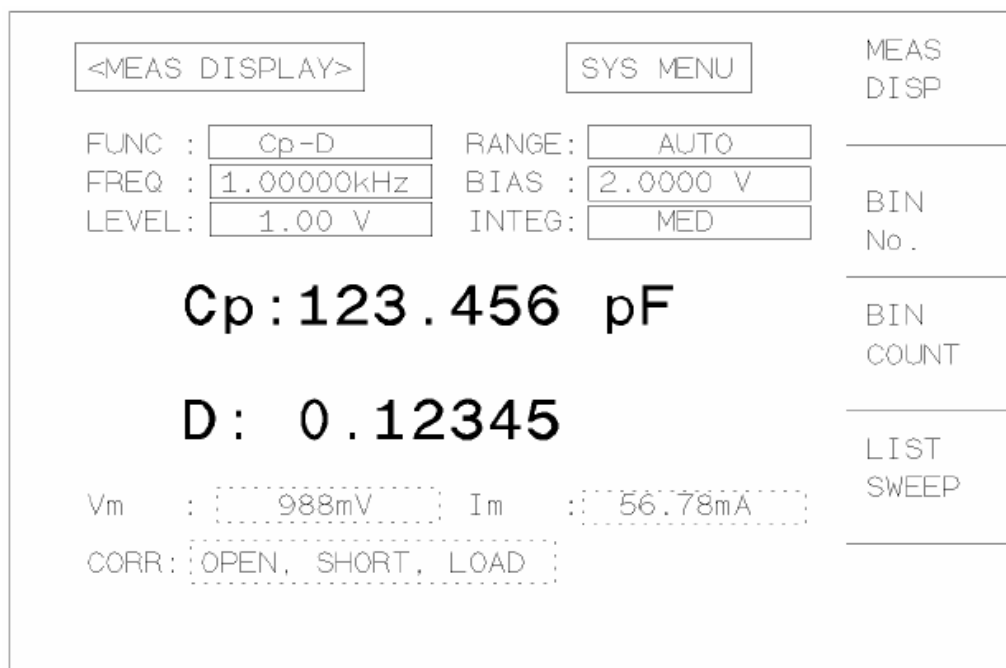 <MEAS DISPLAY>
SYS MENU
FUNC : Cp-D
RANGE: AUTO
FREQ : 1.00000kHz
BIAS : 2.0000 V
LEVEL: 1.00 V
INTEG: MED
Cp:123.456 pF
D: 0.12345
Vm : 988mV
Im : 56.78mA
CORR: OPEN, SHORT, LOAD
MEAS
DISP
BIN
No.
BIN
COUNT
LIST
SWEEP